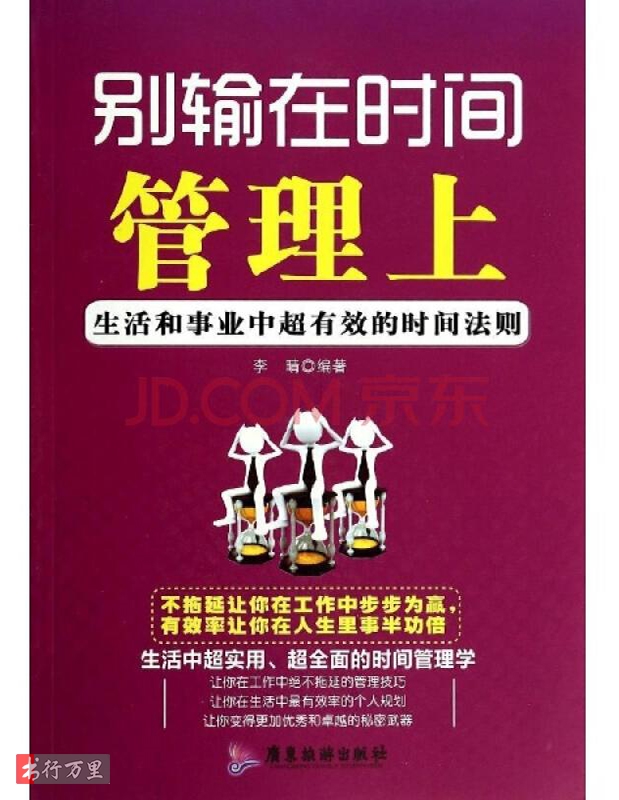 别输在时间
管理上
生活和事业中超有效的时间法则
李 睛◎编著
JD.COM 京东
不拖延让你在工作中步步为赢，
有效率让你在人生里事半功倍
生活中超实用、超全面的时间管理学
让你在工作中绝不拖延的管理技巧
让你在生活中最有效率的个人规划
让你变得更加优秀和卓越的秘密武器
廣東旅游出版社
书行万里